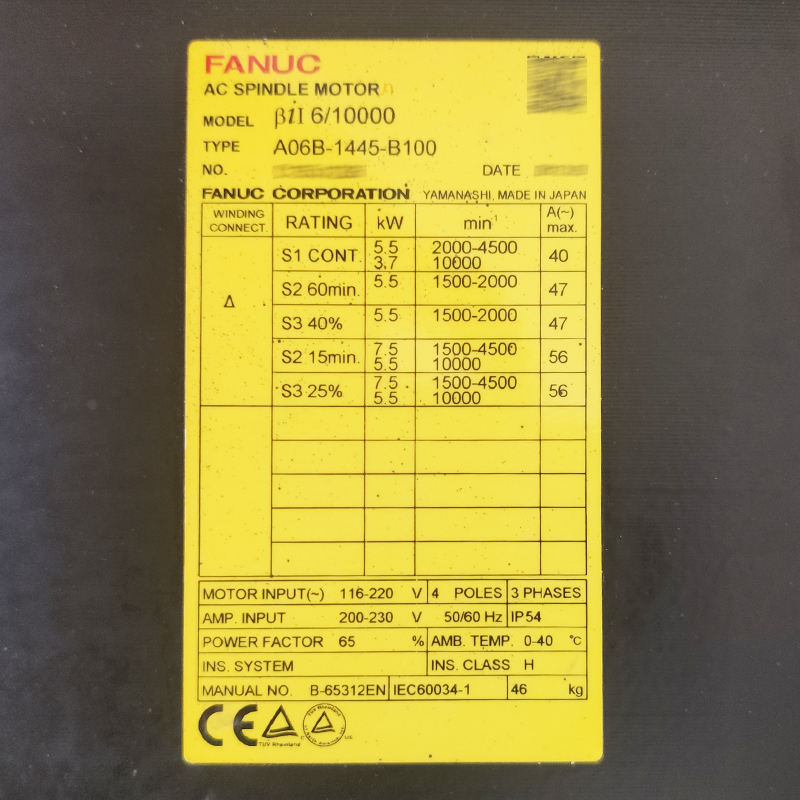 FANUC
AC SPINDLE MOTOR
MODEL βiI 6/10000
TYPE A06B-1445-B100
NO. DATE
FANUC CORPORATION YAMANASHI, MADE IN JAPAN
WINDING CONNECT. RATING kW min-1 A(~) max.
Δ
S1 CONT. 5.5 2000-4500 40
3.7 10000
S2 60min. 5.5 1500-2000 47
S3 40% 5.5 1500-2000 47
S2 15min. 7.5 1500-4500 56
5.5 10000
S3 25% 7.5 1500-4500 56
5.5 10000
MOTOR INPUT(~) 116-220 V 4 POLES 3 PHASES
AMP. INPUT 200-230 V 50/60 Hz IP54
POWER FACTOR 65 % AMB. TEMP. 0-40 °C
INS. SYSTEM INS. CLASS H
MANUAL NO. B-65312EN IEC60034-1 46 kg
CE TUV Rheinland C TUV Rheinland US